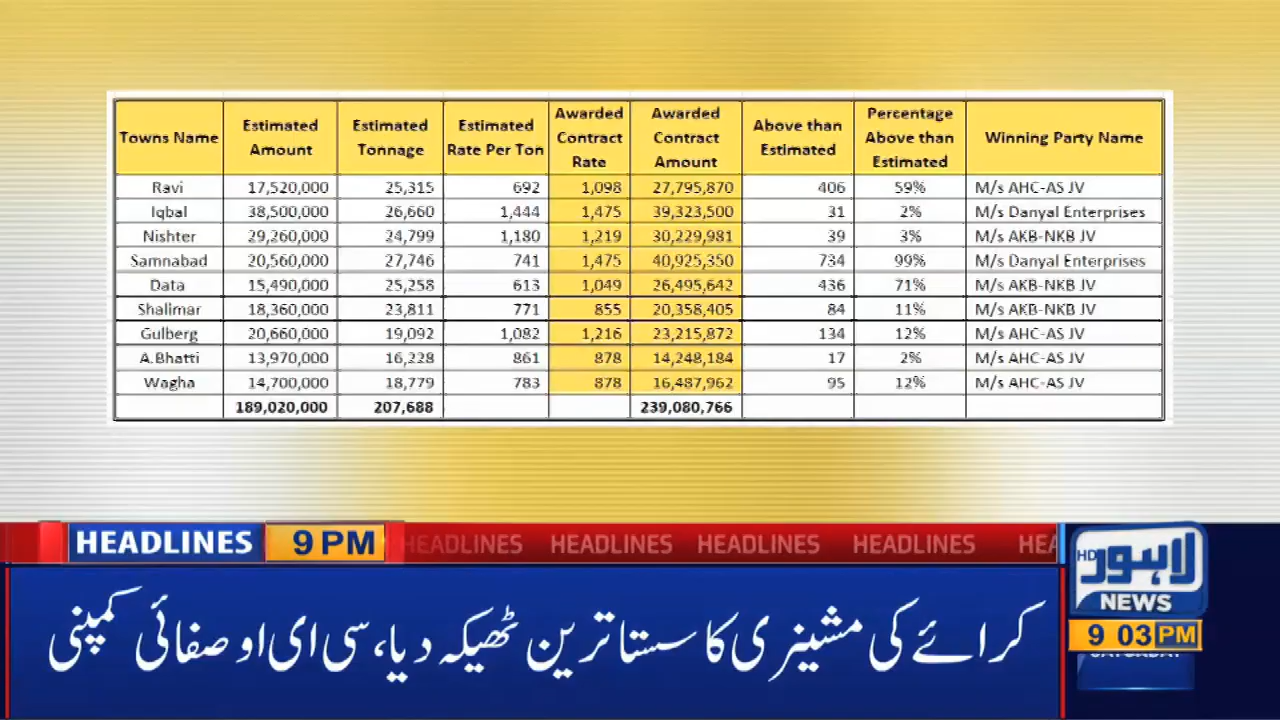 Towns Name Estimated Amount Estimated Tonnage Estimated Rate Per Ton Awarded Contract Rate Awarded Contract Amount Above than Estimated Percentage Above than Estimated Winning Party Name
Ravi 17,520,000 25,315 692 1,098 27,795,870 406 59% M/s AHC-AS JV
Iqbal 38,500,000 26,660 1,444 1,475 39,323,500 31 2% M/s Danyal Enterprises
Nishter 29,260,000 24,799 1,180 1,219 30,229,981 39 3% M/s AKB-NKB JV
Samnabad 20,560,000 27,746 741 1,475 40,925,350 734 99% M/s Danyal Enterprises
Data 15,490,000 25,258 613 1,049 26,495,642 436 71% M/s AKB-NKB JV
Shalimar 18,360,000 23,811 771 855 20,358,405 84 11% M/s AKB-NKB JV
Gulberg 20,660,000 19,092 1,082 1,216 23,215,872 134 12% M/s AHC-AS JV
A.Bhatti 13,970,000 16,228 861 878 14,248,184 17 2% M/s AHC-AS JV
Wagha 14,700,000 18,779 783 878 16,487,962 95 12% M/s AHC-AS JV
189,020,000 207,688 239,080,766
HEADLINES 9 PM HEADLINES HEADLINES HEADLINES HEADLINES HEA
کرائے کی مشینری کا سستا ترین ٹھیکہ دیا، سی ای او صفائی کمپنی
HD لاہور
NEWS
9 03 PM
SATURDAY